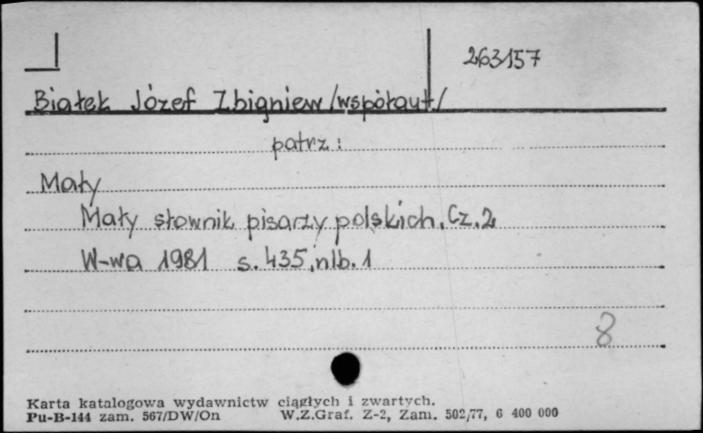 263157
Białek Józef Zbigniew /współaut/
patrz:
Mały
Mały słownik pisarzy polskich. Cz. 2
W-wa 1981 s. 435, nlb. 1
8
Karta katalogowa wydawnictw ciągłych i zwartych.
Pu-B-144 zam. 567/DW/On W.Z.Graf. Z-2, Zam. 502/77, 6 400 000